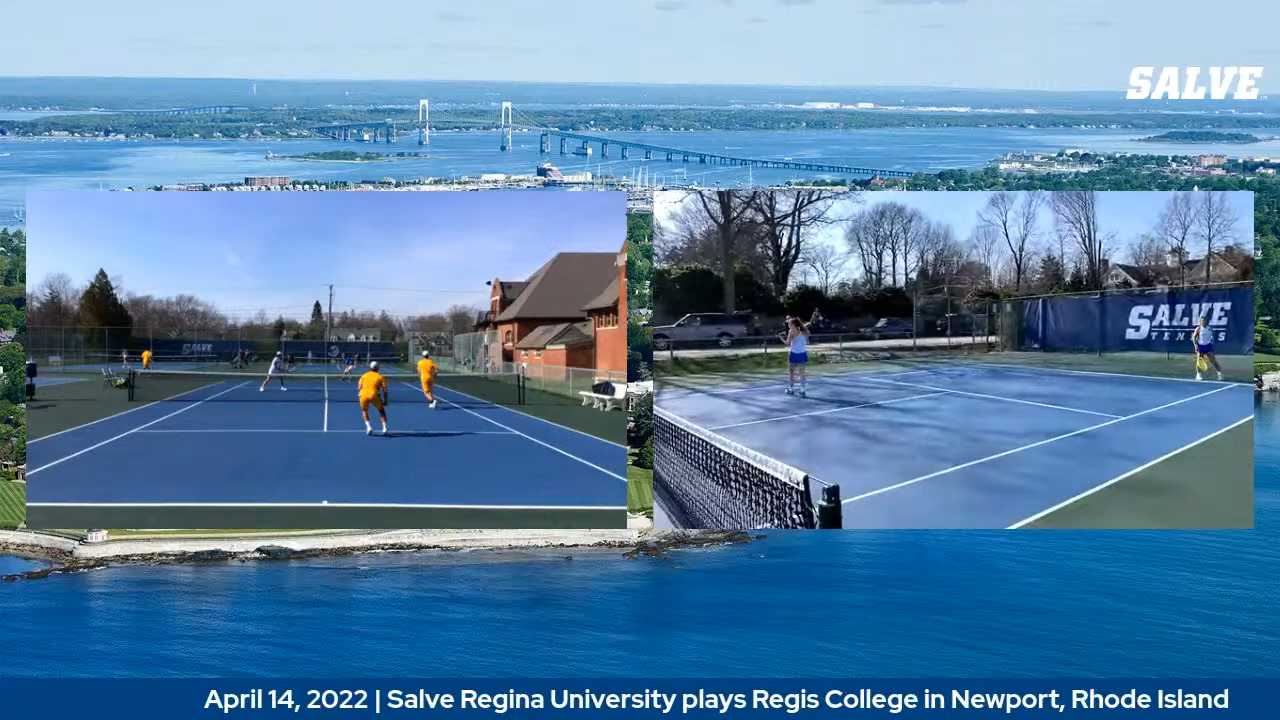 SALVE
SALVE
SALVE
TENNIS
April 14, 2022 | Salve Regina University plays Regis College in Newport, Rhode Island